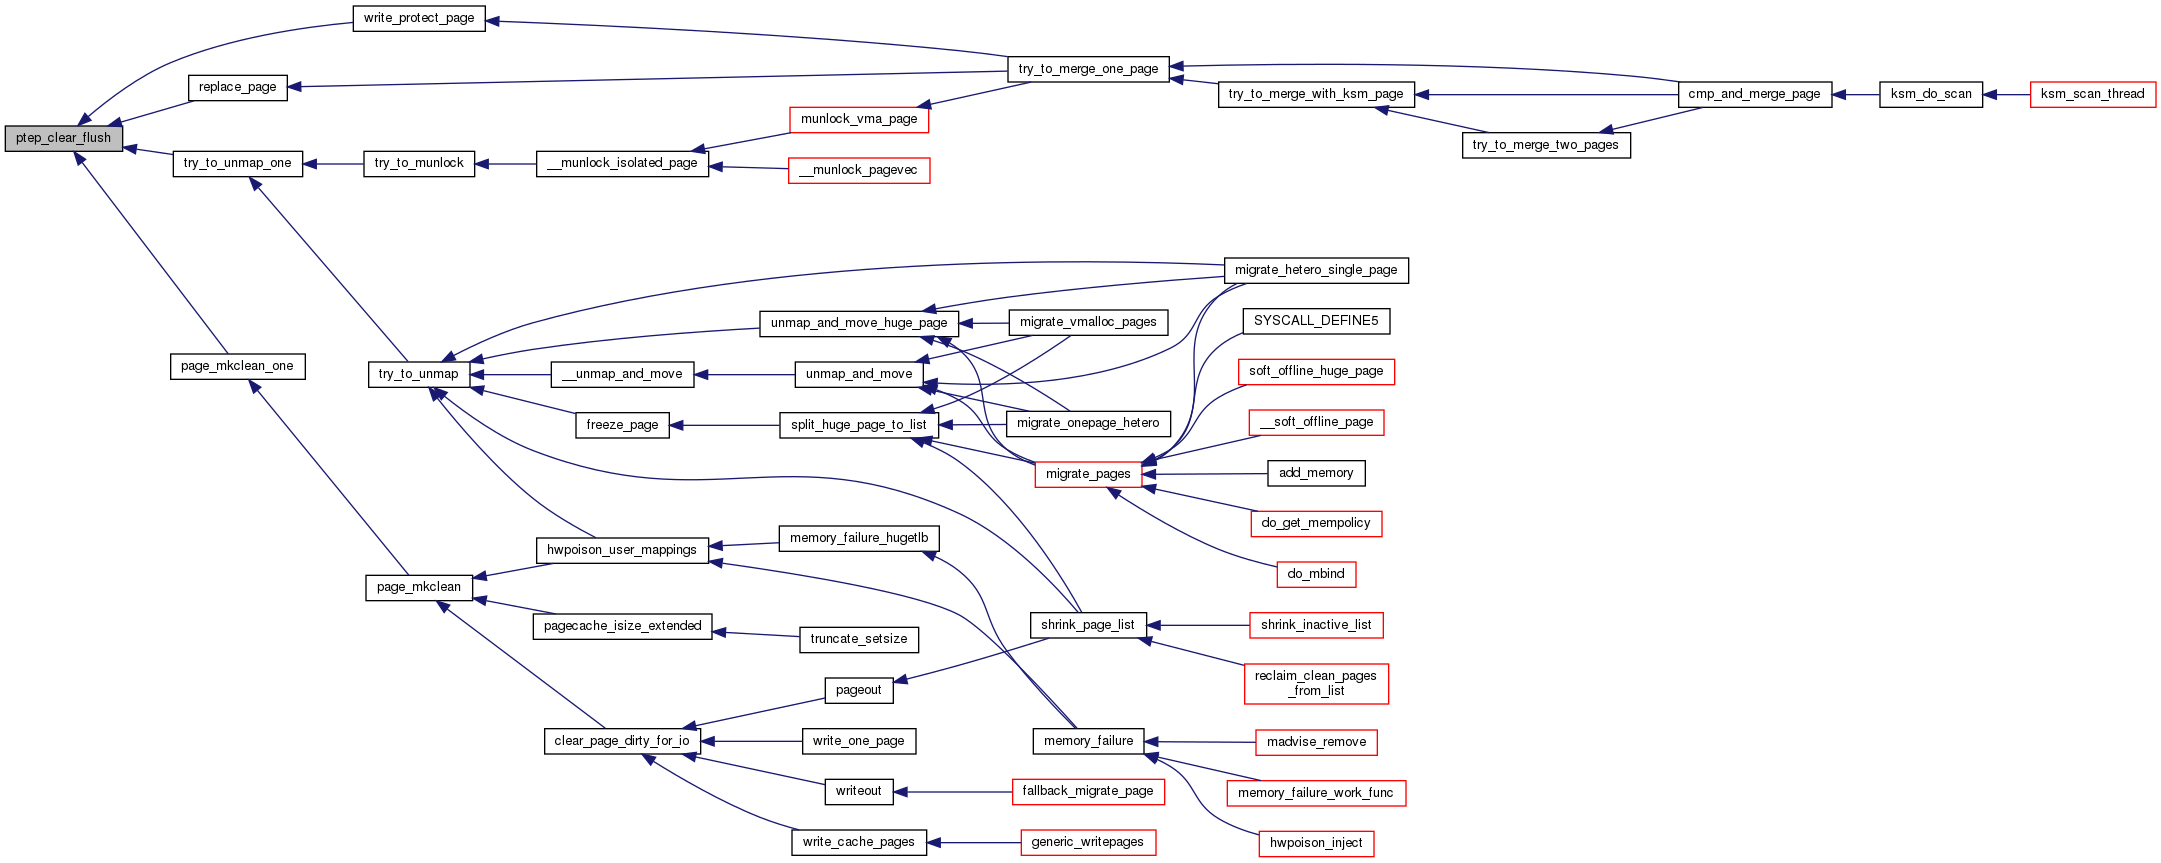 write_protect_page
replace_page
ptep_clear_flush
try_to_unmap_one
try_to_munlock
__munlock_isolated_page
munlock_vma_page
__munlock_pagevec
try_to_merge_one_page
try_to_merge_with_ksm_page
try_to_merge_two_pages
cmp_and_merge_page
ksm_do_scan
ksm_scan_thread
page_mkclean_one
try_to_unmap
unmap_and_move_huge_page
__unmap_and_move
unmap_and_move
freeze_page
split_huge_page_to_list
migrate_hetero_single_page
migrate_vmalloc_pages
migrate_onepage_hetero
migrate_pages
SYSCALL_DEFINE5
soft_offline_huge_page
__soft_offline_page
add_memory
do_get_mempolicy
do_mbind
page_mkclean
hwpoison_user_mappings
memory_failure_hugetlb
pagecache_isize_extended
truncate_setsize
shrink_page_list
shrink_inactive_list
reclaim_clean_pages
_from_list
clear_page_dirty_for_io
pageout
write_one_page
writeout
write_cache_pages
memory_failure
fallback_migrate_page
generic_writepages
madvise_remove
memory_failure_work_func
hwpoison_inject